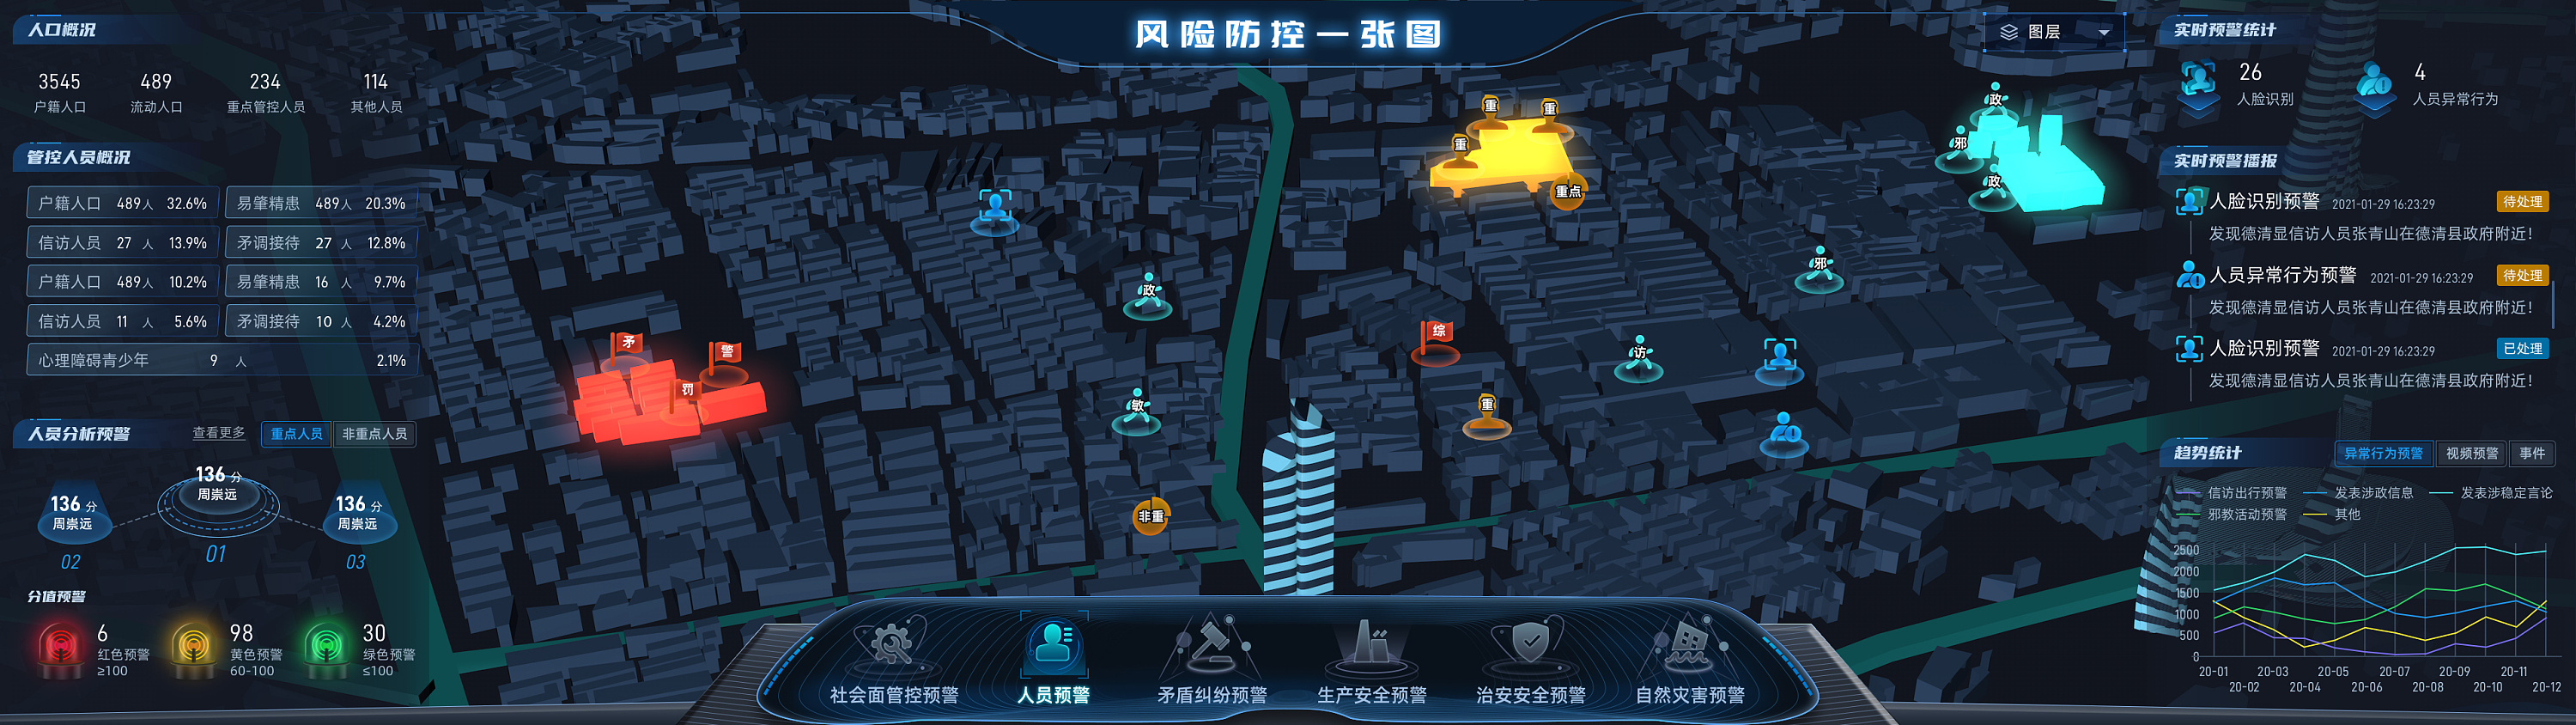 风险防控一张图
图层
人口概况
3545 489 234 114
户籍人口 流动人口 重点管控人员 其他人员
管控人员概况
户籍人口 489人 32.6% 易肇精患 489人 20.3%
信访人员 27 人 13.9% 矛调接待 27 人 12.8%
户籍人口 489人 10.2% 易肇精患 16 人 9.7%
信访人员 11 人 5.6% 矛调接待 10 人 4.2%
心理障碍青少年 9 人 2.1%
人员分析预警 查看更多 重点人员 非重点人员
136 分
周崇远
01
136 分
周崇远
02
136 分
周崇远
03
分值预警
6
红色预警
≥100
98
黄色预警
60-100
30
绿色预警
≤100
重
重
重
重点
政
邪
政
政
邪
矛
警
罚
综
访
敏
重
非重
社会面管控预警 人员预警 矛盾纠纷预警 生产安全预警 治安安全预警 自然灾害预警
实时预警统计
26
人脸识别
4
人员异常行为
实时预警播报
人脸识别预警 2021-01-29 16:23:29 待处理
发现德清显信访人员张青山在德清县政府附近！
人员异常行为预警 2021-01-29 16:23:29 待处理
发现德清显信访人员张青山在德清县政府附近！
人脸识别预警 2021-01-29 16:23:29 已处理
发现德清显信访人员张青山在德清县政府附近！
趋势统计 异常行为预警 视频预警 事件
信访出行预警 发表涉政信息 发表涉稳定言论
邪教活动预警 其他
2500
2000
1500
1000
500
0
20-01 20-03 20-05 20-07 20-09 20-11
20-02 20-04 20-06 20-08 20-10 20-12